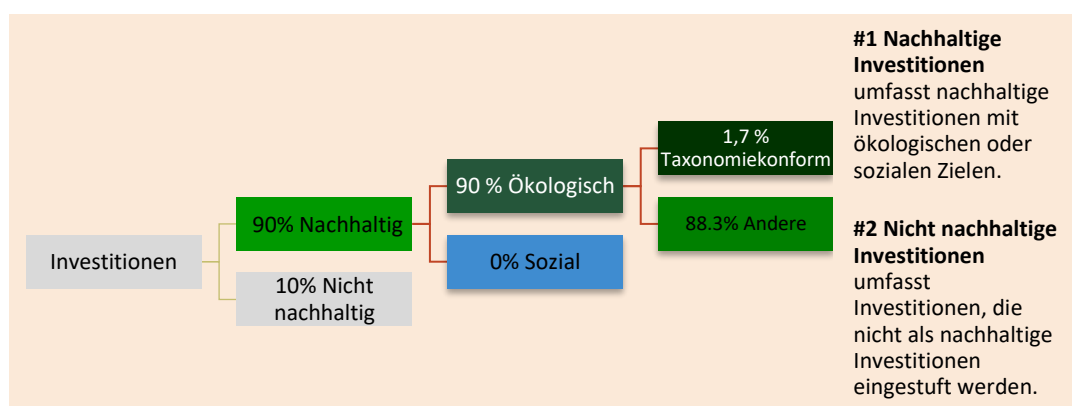 Investitionen
90% Nachhaltig
10% Nicht
nachhaltig
90 % Ökologisch
0% Sozial
1,7 %
Taxonomiekonform
88.3% Andere
#1 Nachhaltige
Investitionen
umfasst nachhaltige
Investitionen mit
ökologischen oder
sozialen Zielen.
#2 Nicht nachhaltige
Investitionen
umfasst
Investitionen, die
nicht als nachhaltige
Investitionen
eingestuft werden.